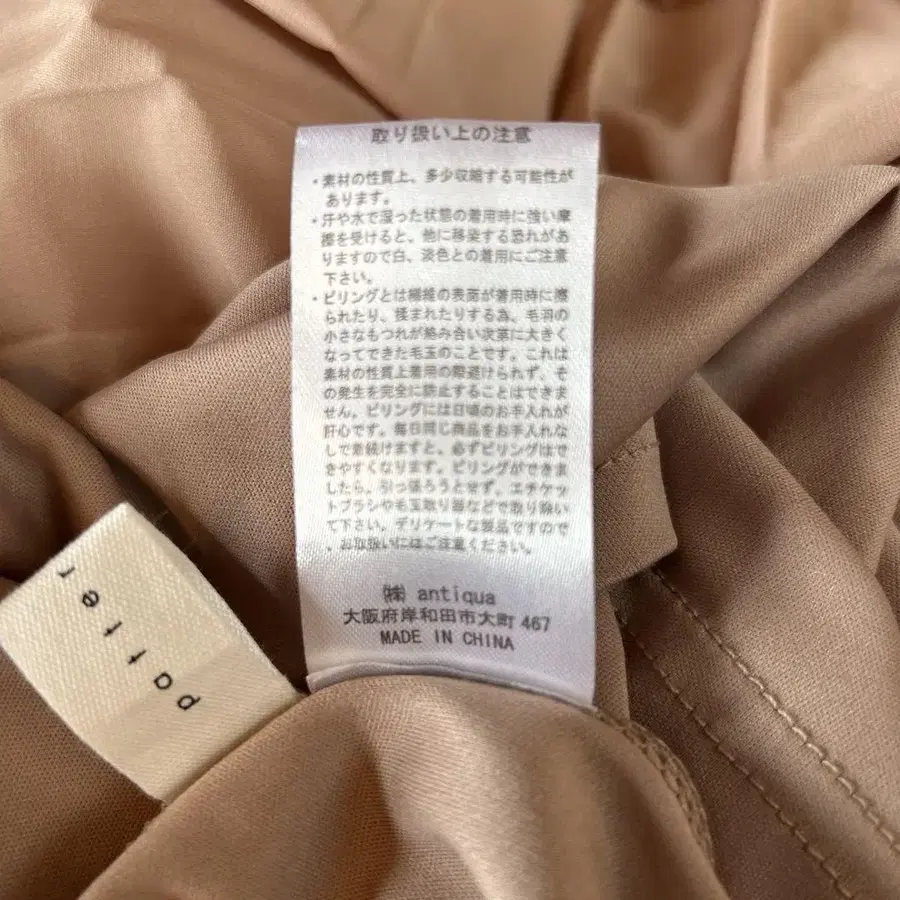 取り扱い上の注意
・素材の性質上、多少収縮する可能性が
あります。
・汗や水で湿った状態の着用時に強い摩
擦を受けると、他に移染する恐れがあ
りますので白、淡色との着用にご注意
下さい。
・ピリングとは繊維の表面が着用時に擦
られたり、揉まれたりする為、毛羽の
小さなもつれが絡み合い次第に大きく
なってできた毛玉のことです。これは
素材の性質上着用の際避けられず、そ
の発生を完全に防止することはできま
せん。ピリングには日頃のお手入れが
肝心です。毎日同じ商品をお手入れな
しで着続けますと、必ずピリングはで
きやすくなります。ピリングができま
したら、引っ張ろうとせず、エチケッ
トブラシや毛玉取り器などで取り除い
て下さい。デリケートな製品ですので
、お取扱いにはご注意ください。
㈱ antiqua
大阪府岸和田市大町 467
MADE IN CHINA
patter